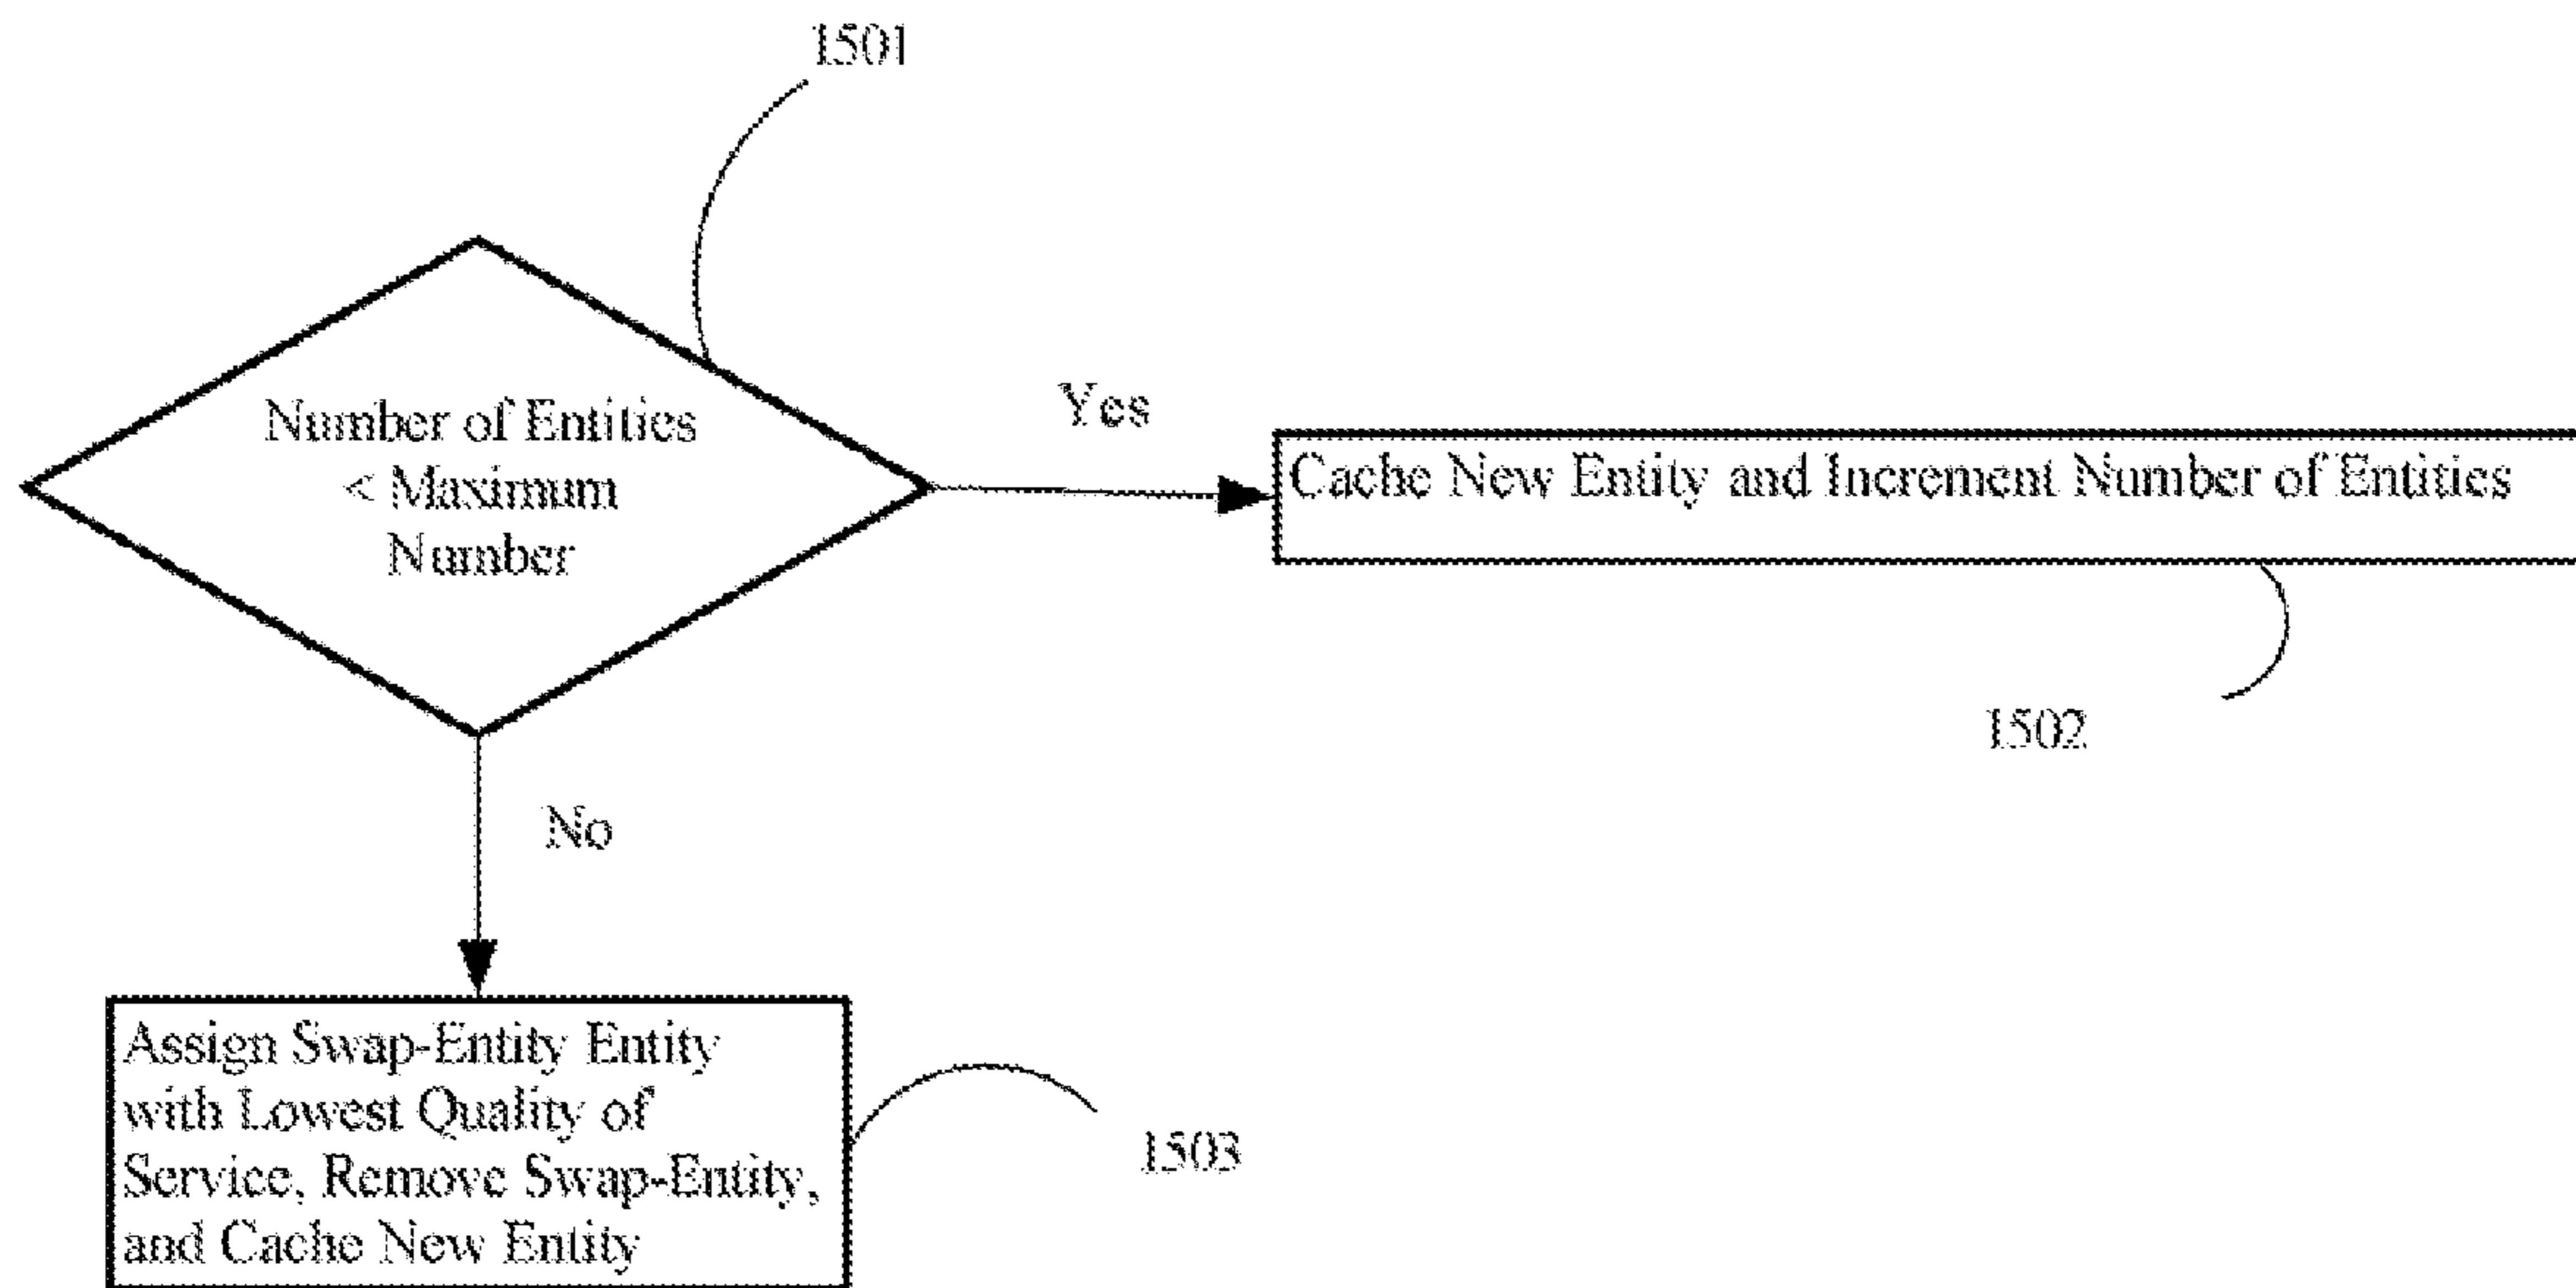 1501
Number of Entities
< Maximum
Number
Yes
Cache New Entity and Increment Number of Entities
1502
No
Assign Swap-Entity Entity
with Lowest Quality of
Service, Remove Swap-Entity,
and Cache New Entity
1503